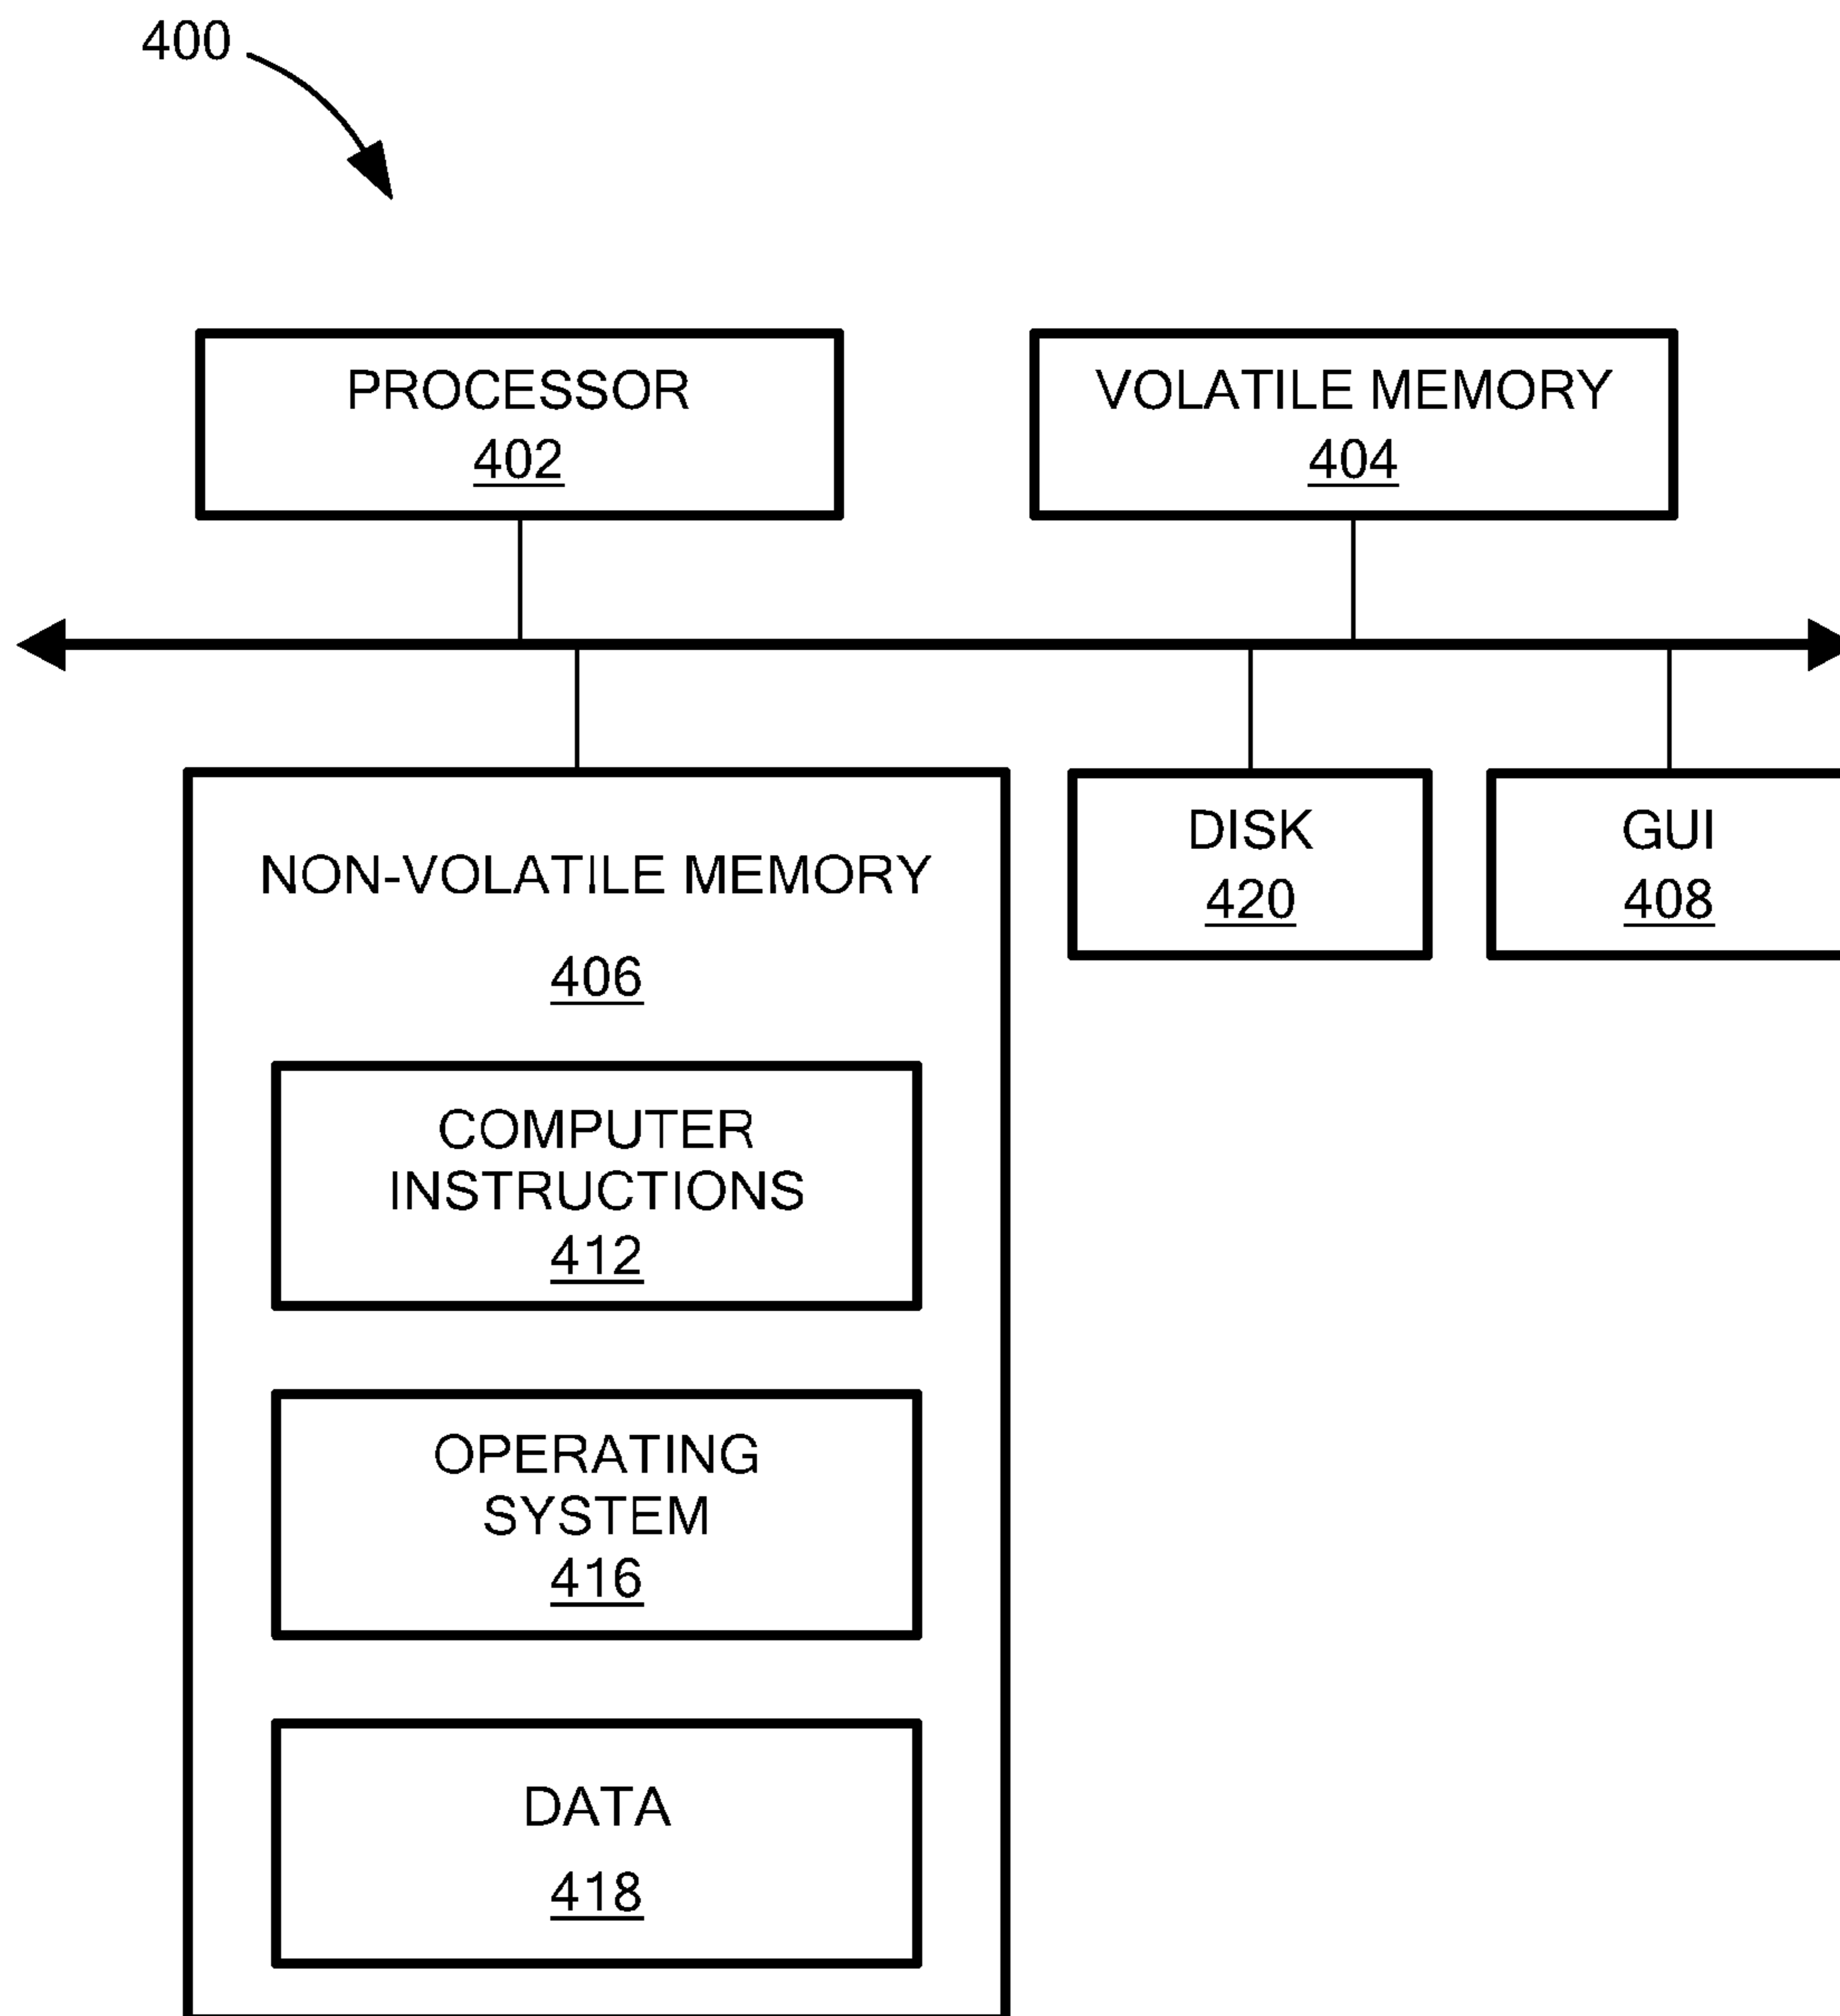 400
PROCESSOR
402
VOLATILE MEMORY
404
NON-VOLATILE MEMORY
406
COMPUTER
INSTRUCTIONS
412
OPERATING
SYSTEM
416
DATA
418
DISK
420
GUI
408